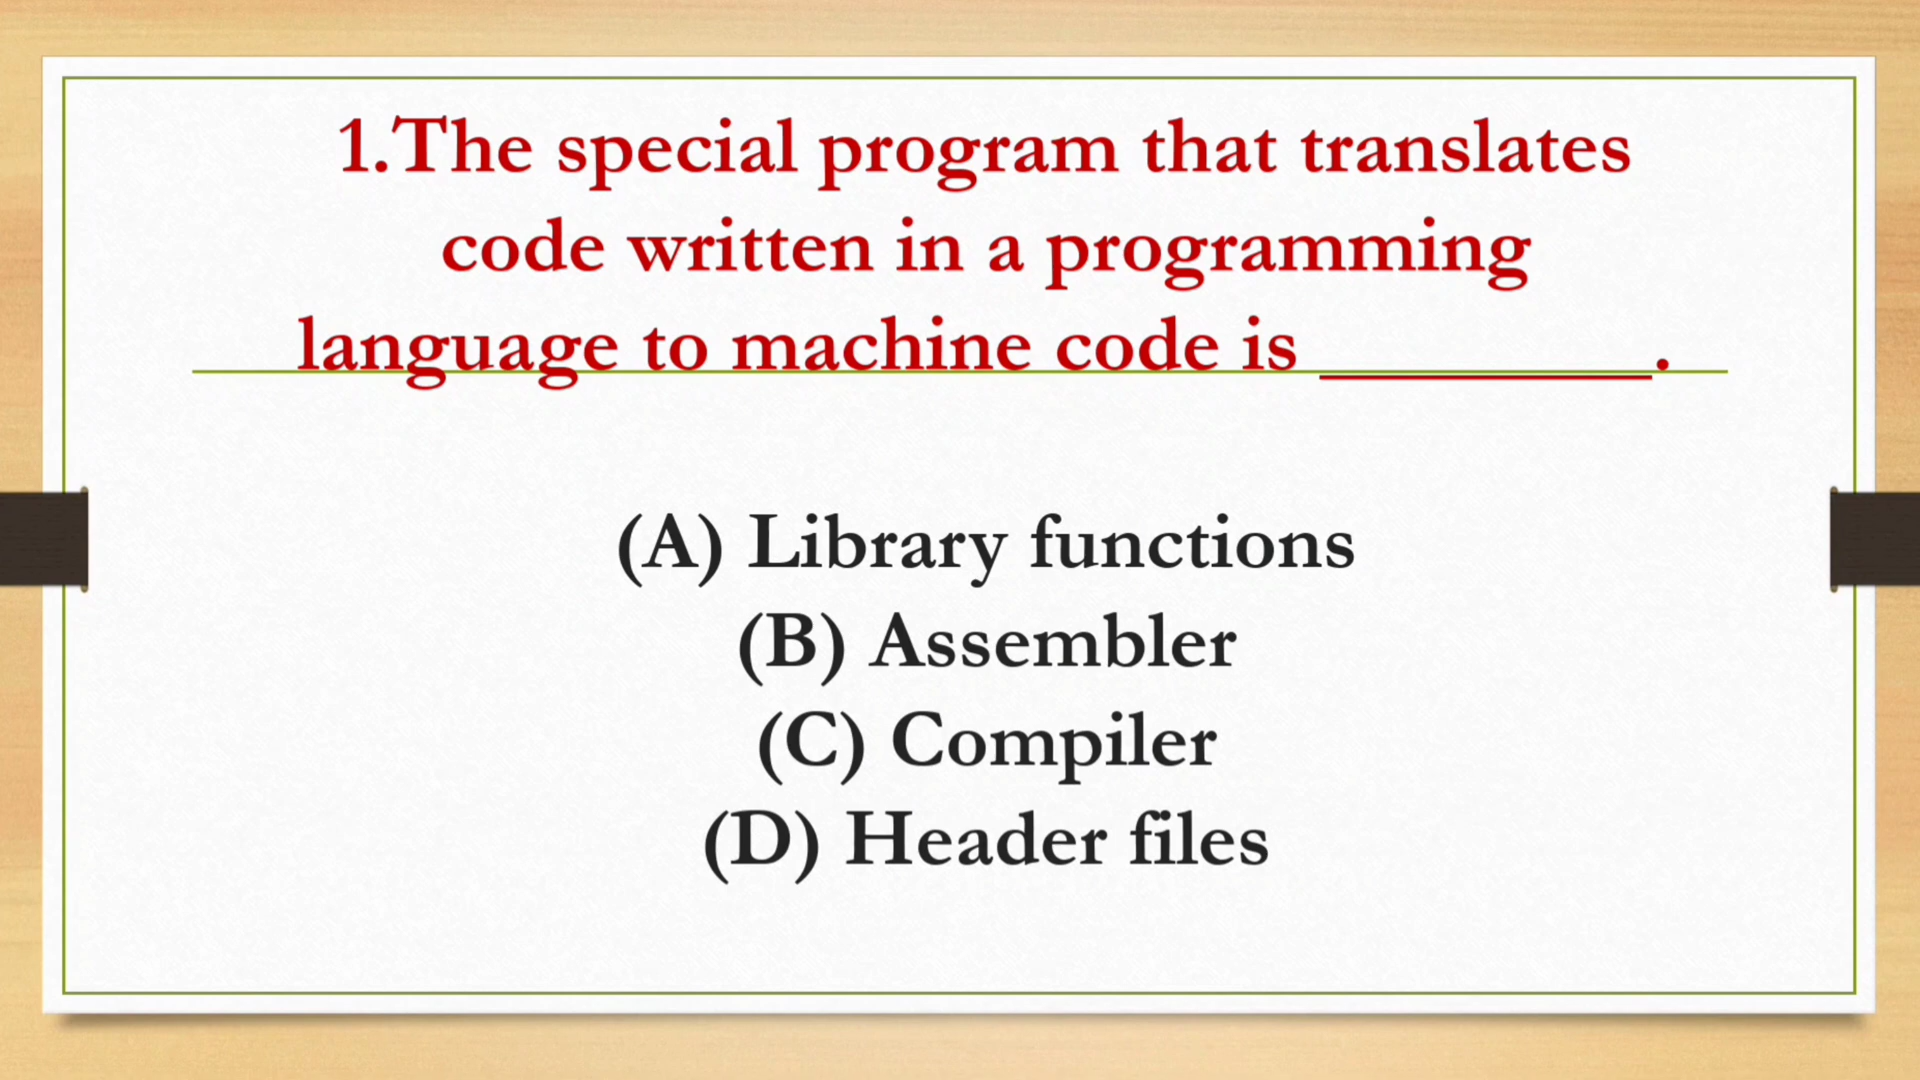 1.The special program that translates
code written in a programming
language to machine code is __________.
(A) Library functions
(B) Assembler
(C) Compiler
(D) Header files